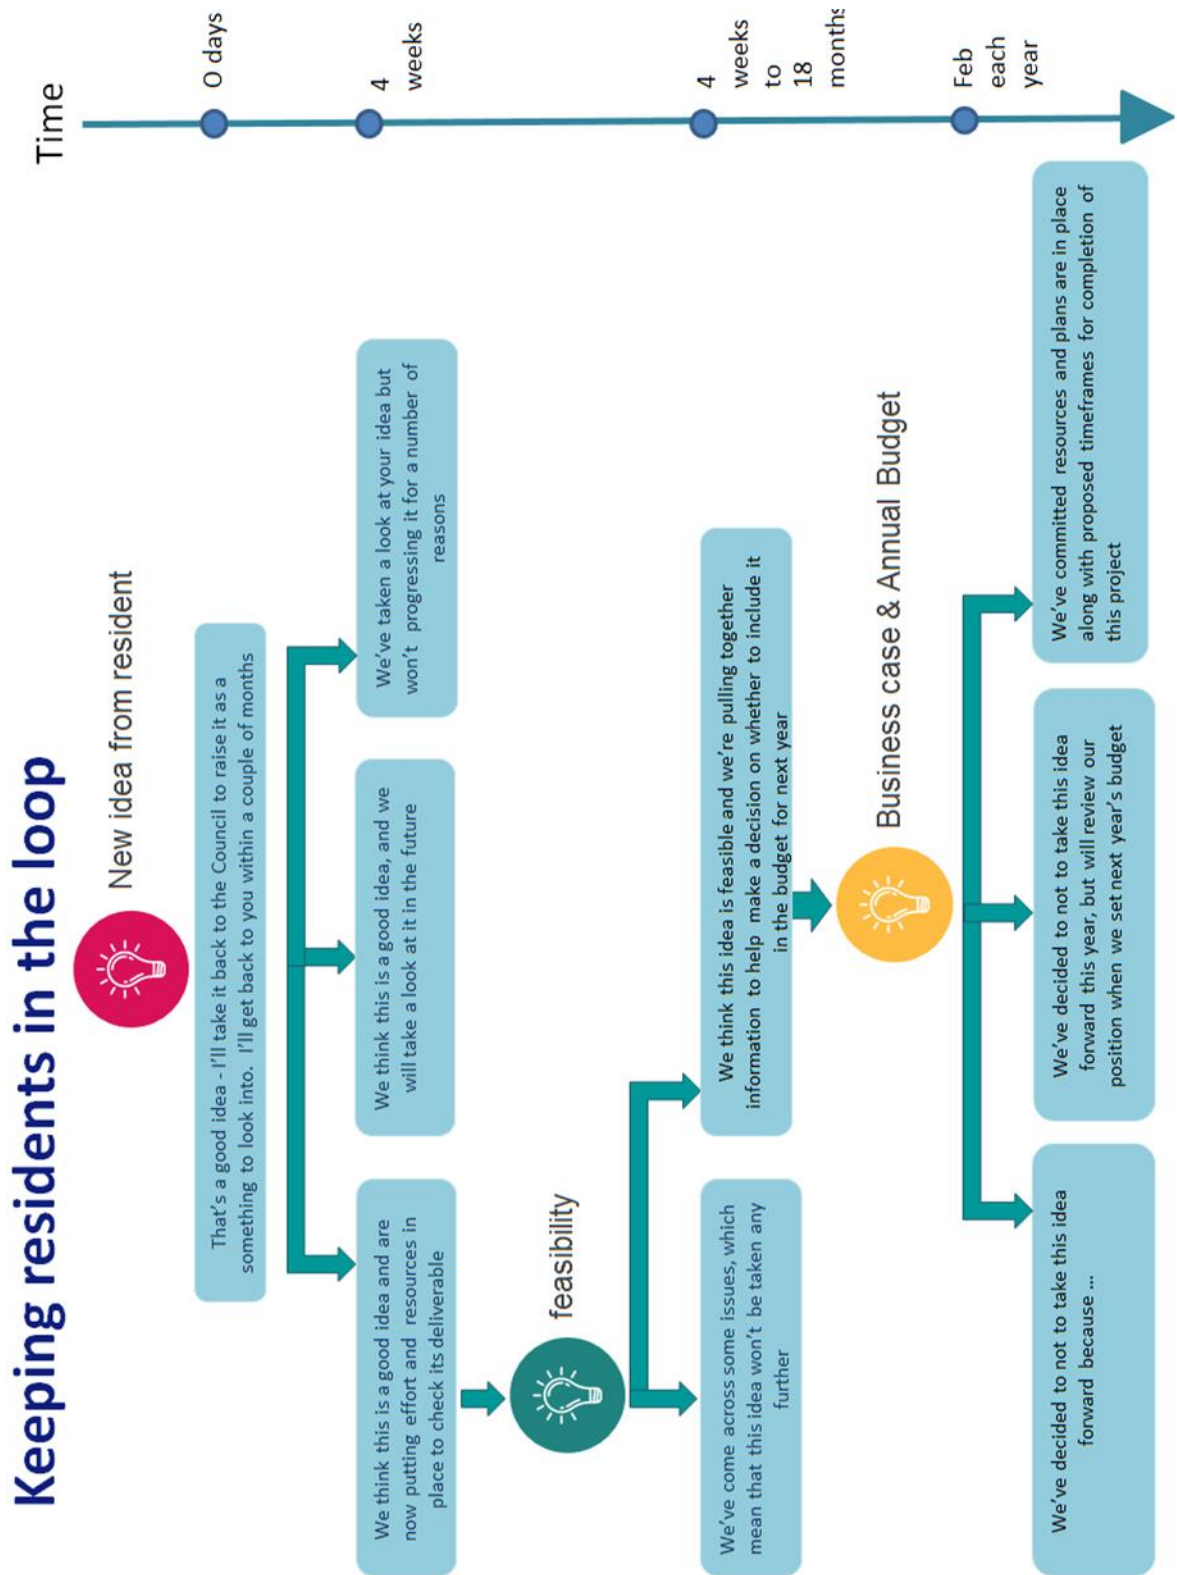 Keeping residents in the loop
Time
New idea from resident
0 days
That's a good idea - I'll take it back to the Council to raise it as a
something to look into. I'll get back to you within a couple of months
4
weeks
We think this is a good idea and are
now putting effort and resources in
place to check its deliverable
We think this is a good idea, and we
will take a look at it in the future
We've taken a look at your idea but
won't progressing it for a number of
reasons
feasibility
4
weeks
to
18
months
We've come across some issues, which
mean that this idea won't be taken any
further
We think this idea is feasible and we're pulling together
information to help make a decision on whether to include it
in the budget for next year
Business case & Annual Budget
Feb
each
year
We've decided to not to take this idea
forward because ...
We've decided not to take this idea
forward this year, but will review our
position when we set next year's budget
We've committed resources and plans are in place
along with proposed timeframes for completion of
this project